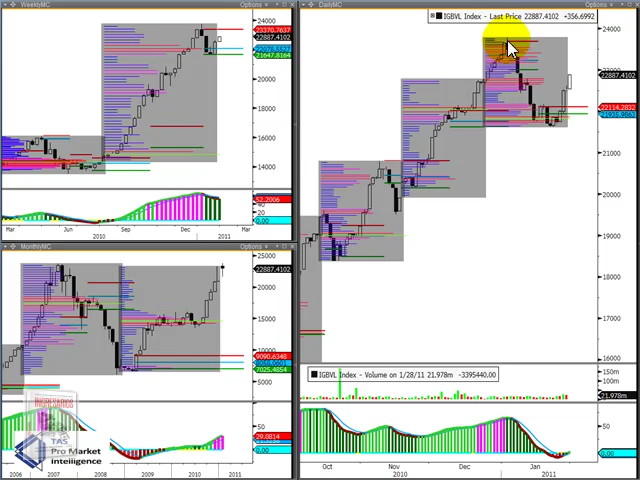 WeeklyMC
Options
24000
23370.7637
22887.4102
22078.5527
21647.8164
20000
18000
16000
14000
52.2006
40
0.00
Mar
Jun
Sep
Dec
Mar
2010
2011
MonthlyMC
Options
25000
22887.4102
20000
15000
9090.6348
7025.4854
5000
50
29.0814
0.00
TAS
Pro Market
Intelligence
2006
2007
2008
2009
2010
2011
DailyMC
Options
IGBVL Index - Last Price 22887.4102 +356.6992
24000
23000
22887.4102
22114.2832
21000
20000
19000
18000
17000
16000
IGBVL Index - Volume on 1/28/11 21.978m -3395440.00
150m
100m
21.978m
50
0.00
Oct
Nov
Dec
Jan
2010
2011